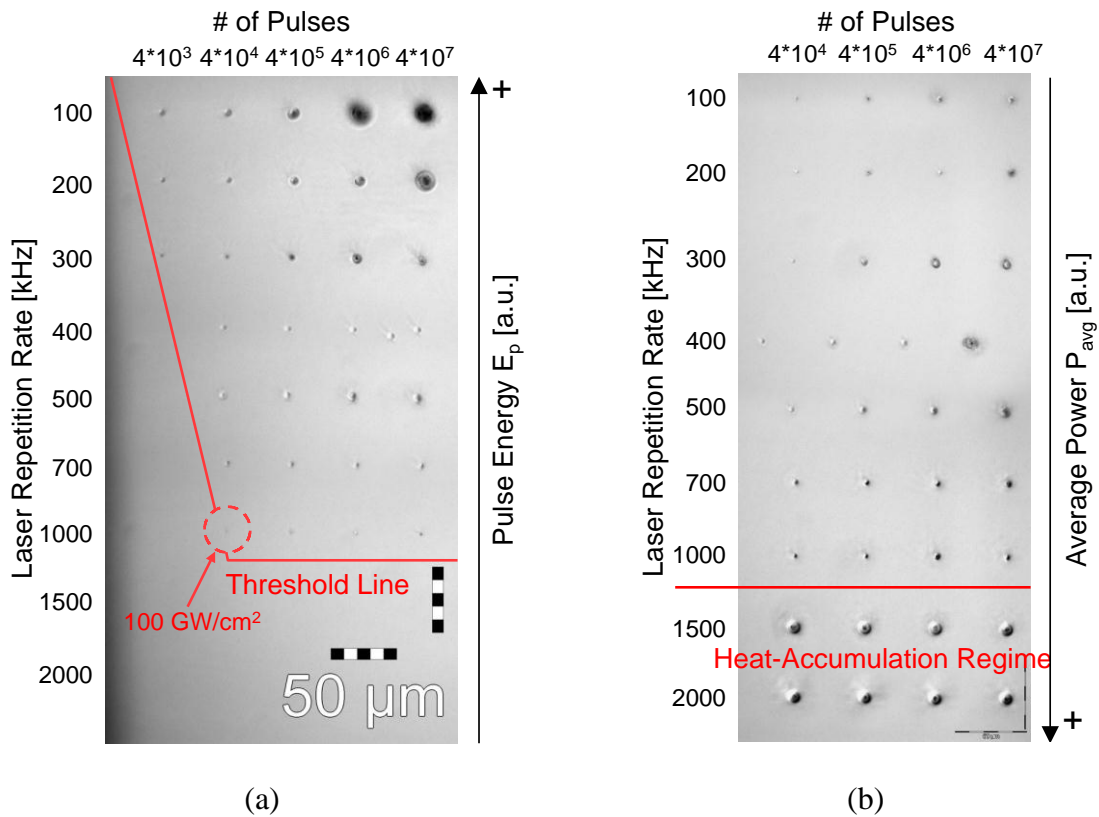 # of Pulses
4*10³ 4*10⁴ 4*10⁵ 4*10⁶ 4*10⁷
Laser Repetition Rate [kHz]
100
200
300
400
500
700
1000
1500
2000
+
Pulse Energy Eₚ [a.u.]
Threshold Line
100 GW/cm²
50 µm
(a)
# of Pulses
4*10⁴ 4*10⁵ 4*10⁶ 4*10⁷
Laser Repetition Rate [kHz]
100
200
300
400
500
700
1000
1500
2000
Average Power Pavg [a.u.]
+
Heat-Accumulation Regime
(b)